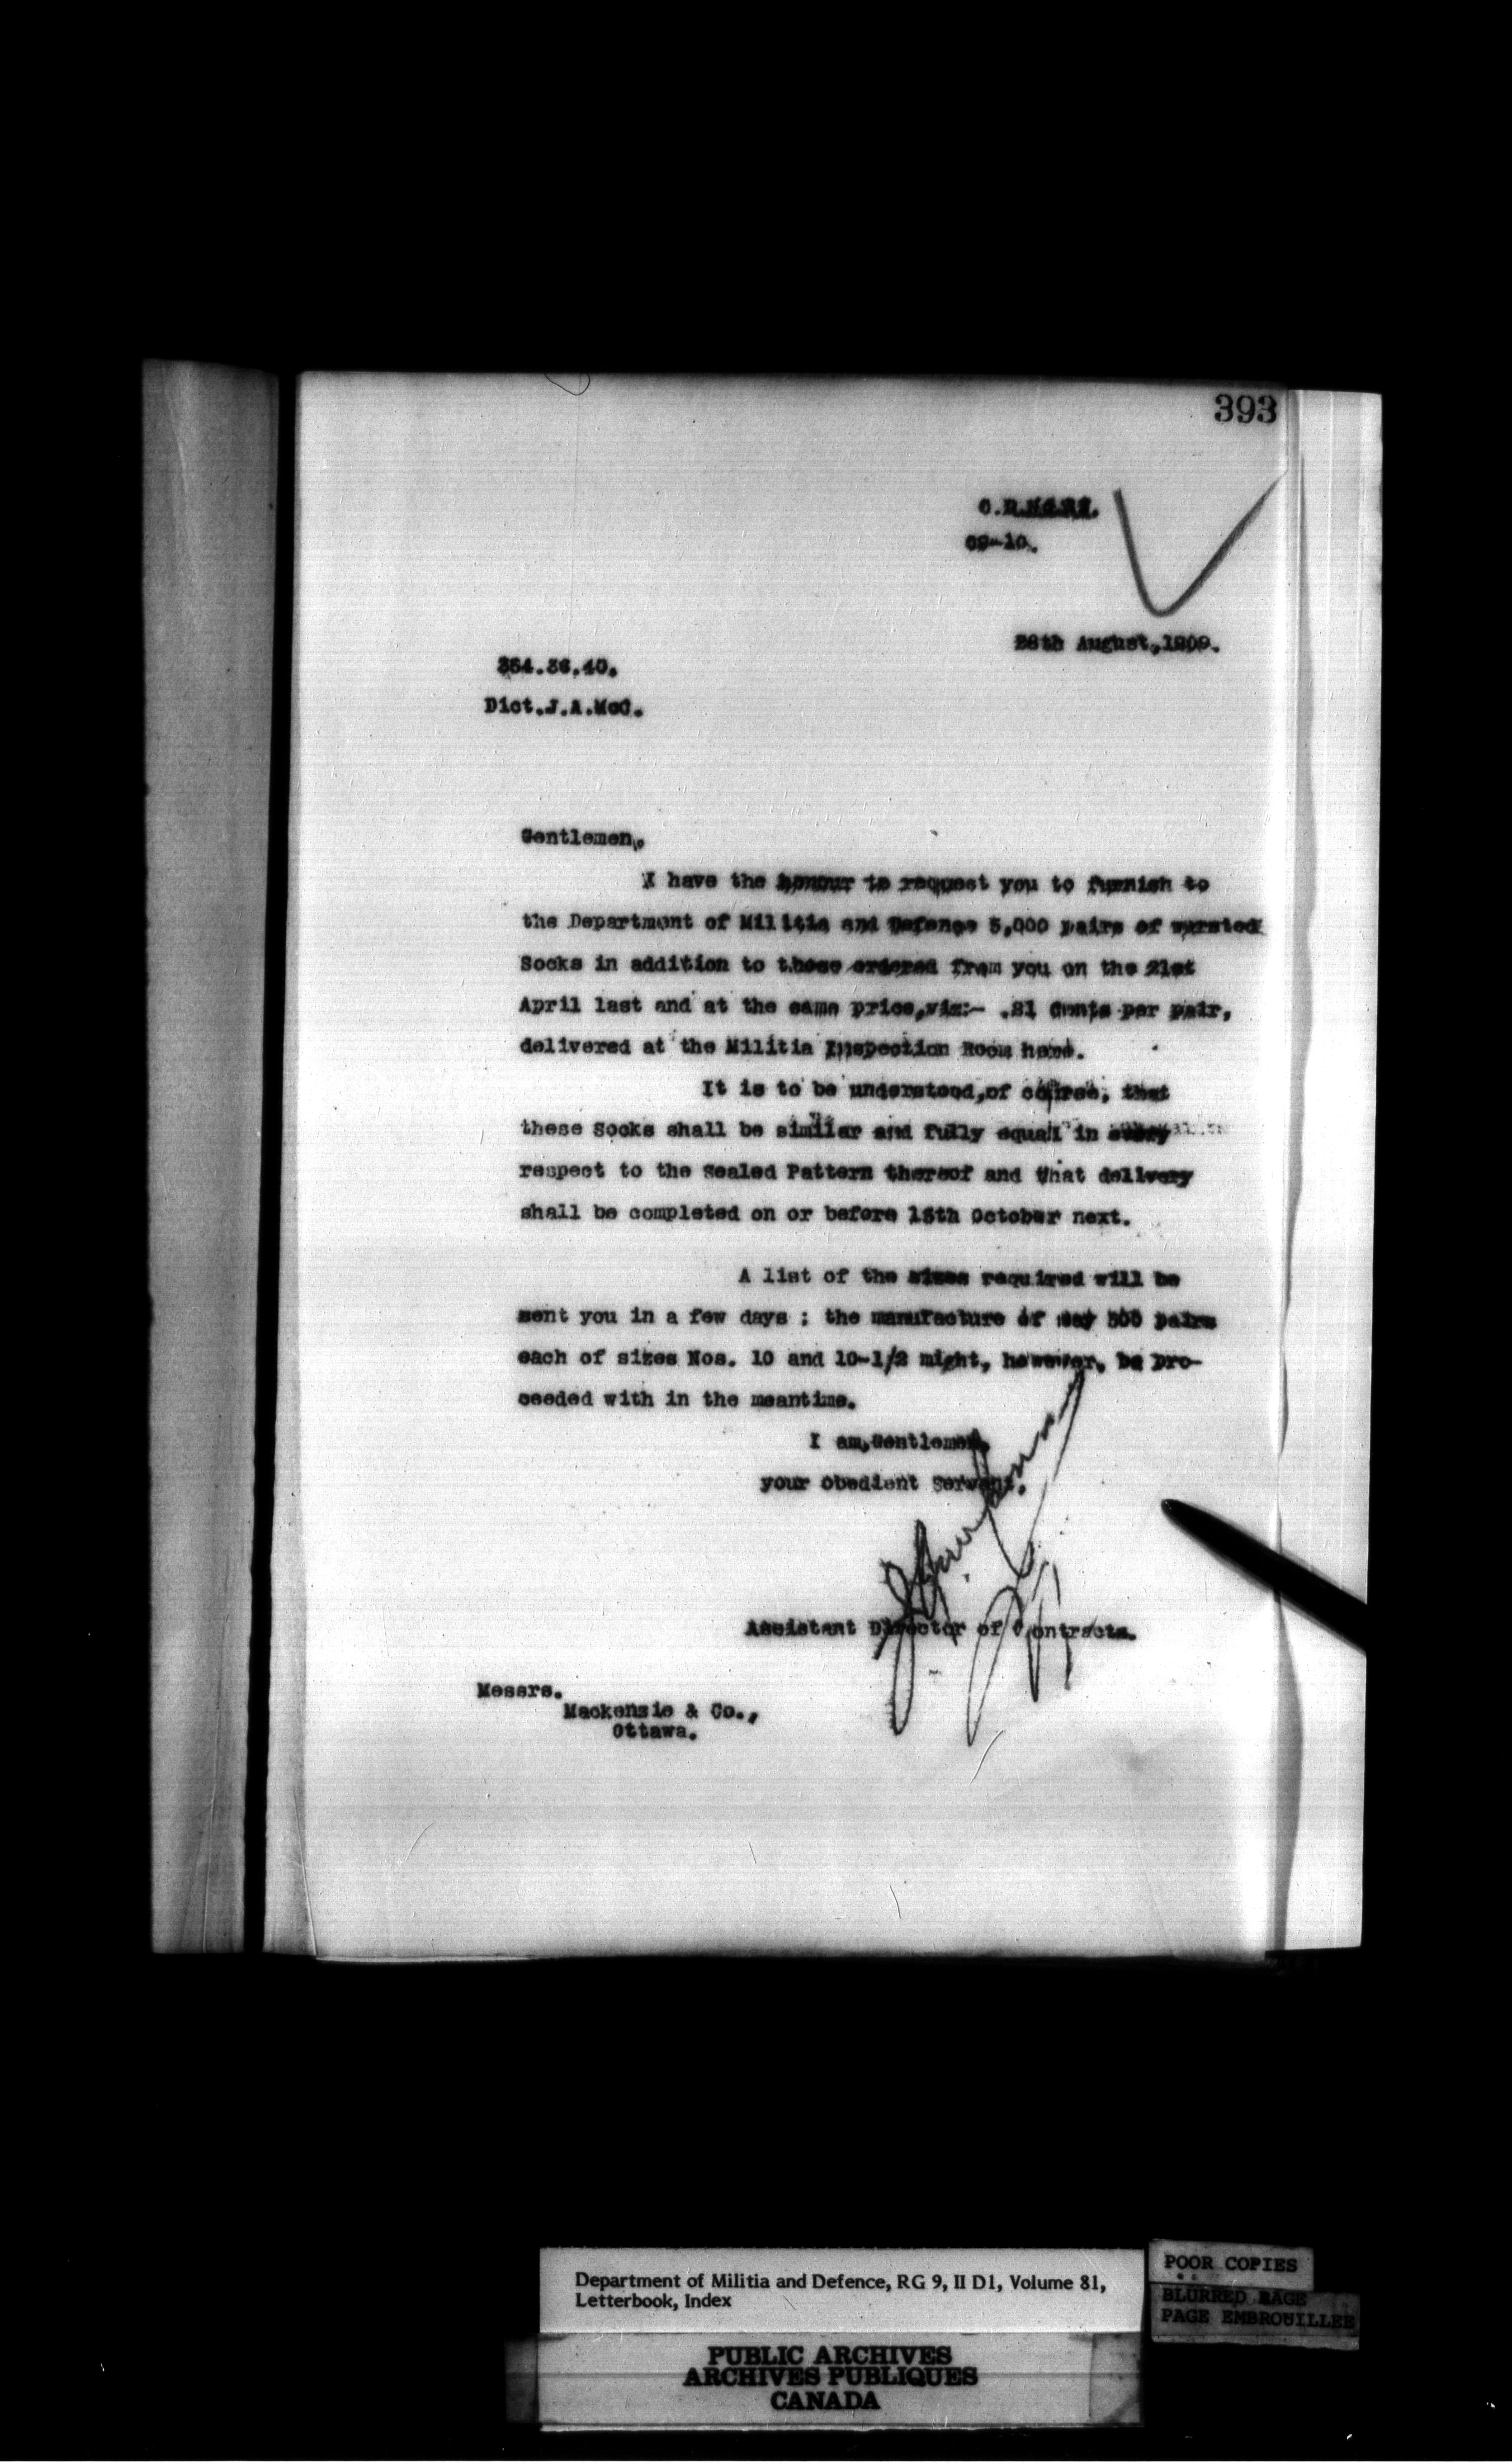 393
09-10.
26th August, 1909.
354.36.40.
Dict.J.A.McC.
Gentlemen,
I have the honour to request you to furnish to
the Department of Militia and Defence 5,000 pairs of worsted
Socks in addition to those ordered from you on the 21st
April last and at the same price,viz:- .21 Cents per pair,
delivered at the Militia Inspection Room here.
It is to be understood,of course, that
these Socks shall be similar and fully equal in every
respect to the Sealed Pattern thereof and that delivery
shall be completed on or before 15th October next.
A list of the sizes required will be
sent you in a few days ; the manufacture of say 500 pairs
each of sizes Nos. 10 and 10-1/2 might, however, be pro-
ceeded with in the meantime.
I am,Gentlemen,
your Obedient Servant.
Assistant Director of Contracts.
Messrs.
Mackenzie & Co.,
Ottawa.
Department of Militia and Defence, RG 9, II D1, Volume 81,
Letterbook, Index
POOR COPIES
BLURRED PAGE
PAGE EMBROUILLEE
PUBLIC ARCHIVES
ARCHIVES PUBLIQUES
CANADA